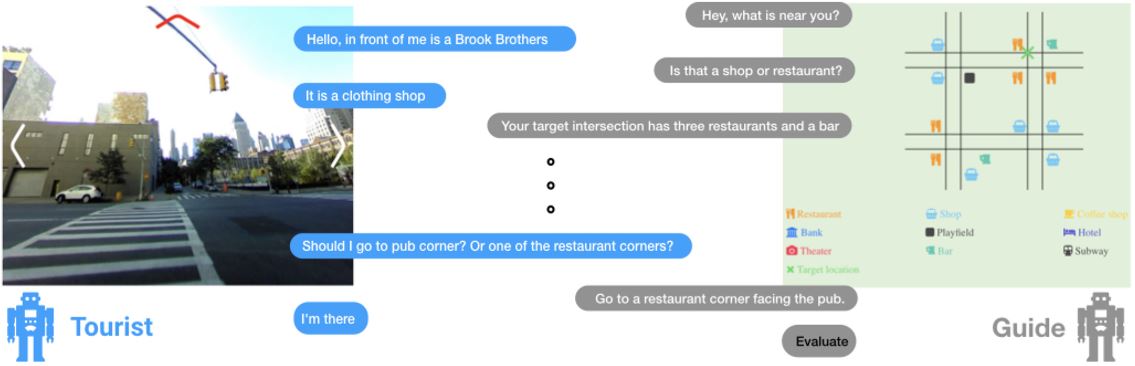 Hey, what is near you?
Hello, in front of me is a Brook Brothers
Is that a shop or restaurant?
It is a clothing shop
Your target intersection has three restaurants and a bar
Should I go to pub corner? Or one of the restaurant corners?
Go to a restaurant corner facing the pub.
I'm there
Evaluate
Restaurant
Shop
Coffee shop
Bank
Playfield
Hotel
Theater
Bar
Subway
Target location
Tourist
Guide